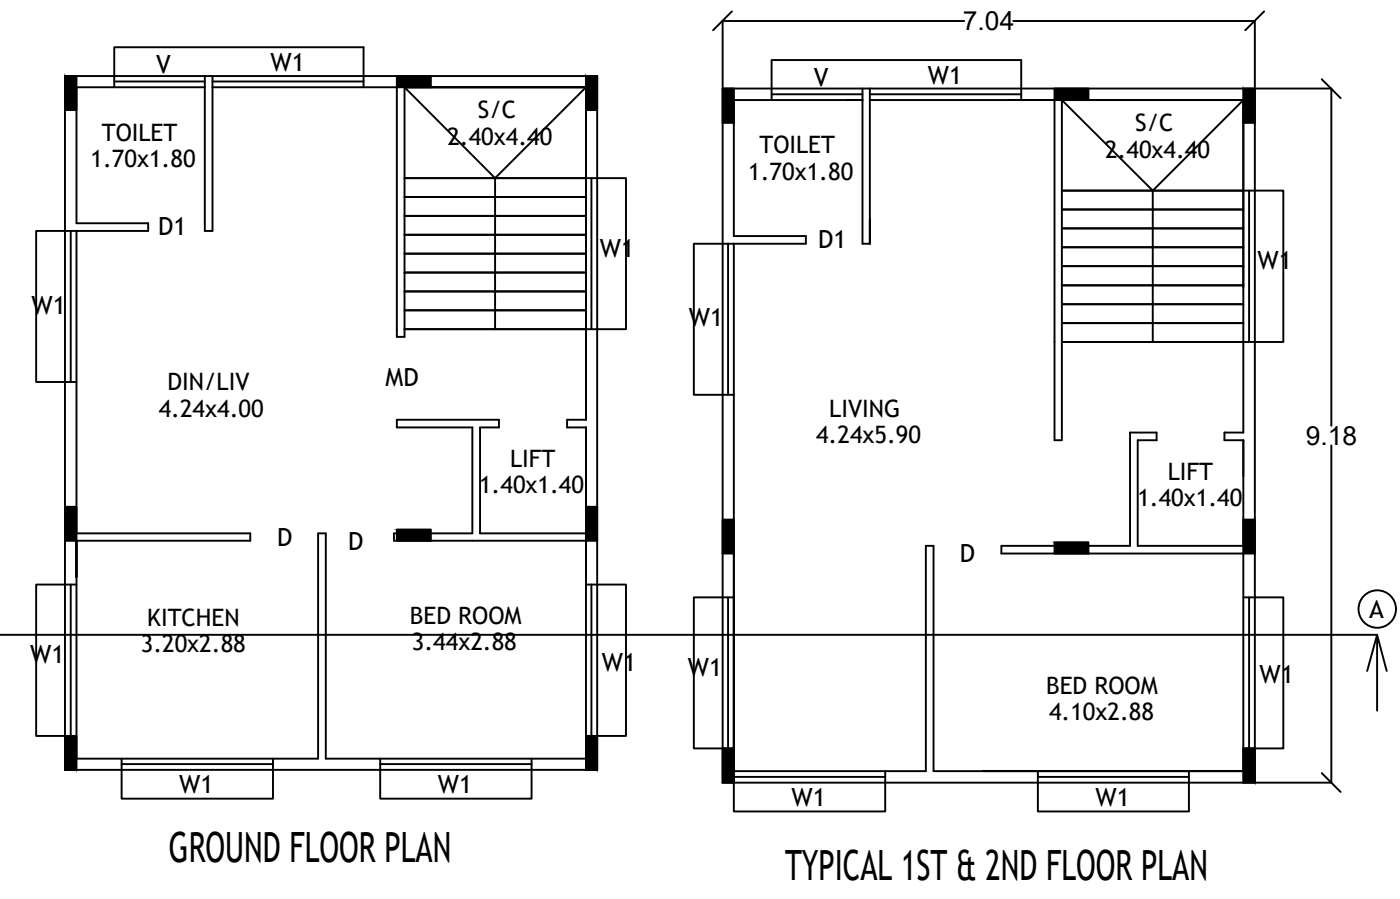 V
W1
S/C
2.40x4.40
TOILET
1.70x1.80
D1
W1
W1
DIN/LIV
4.24x4.00
MD
LIFT
1.40x1.40
D
D
KITCHEN
3.20x2.88
BED ROOM
3.44x2.88
W1
W1
W1
W1
GROUND FLOOR PLAN
7.04
V
W1
S/C
2.40x4.40
TOILET
1.70x1.80
D1
W1
W1
LIVING
4.24x5.90
9.18
LIFT
1.40x1.40
D
A
W1
W1
BED ROOM
4.10x2.88
W1
W1
TYPICAL 1ST & 2ND FLOOR PLAN